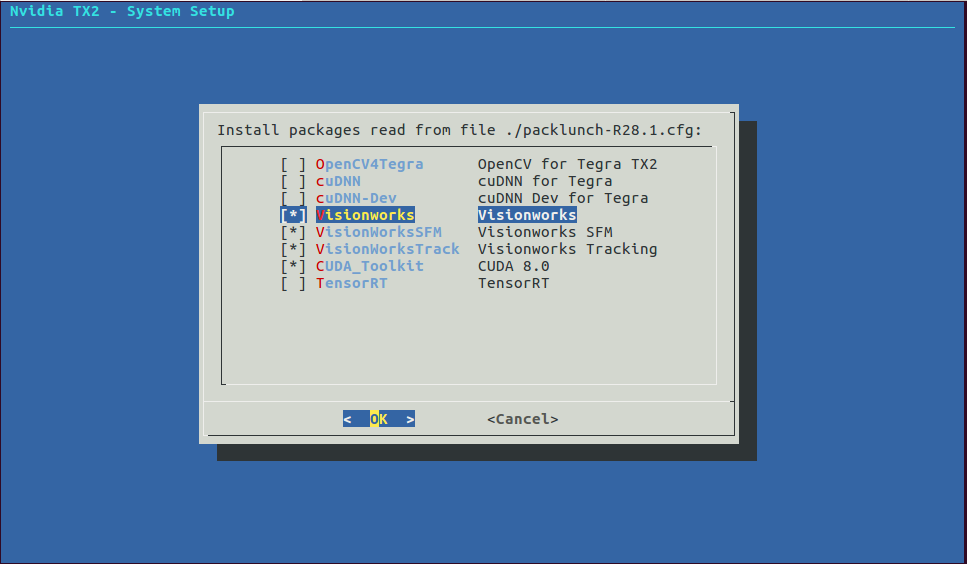 Nvidia TX2 - System Setup
Install packages read from file ./packlunch-R28.1.cfg:
[ ] OpenCV4Tegra OpenCV for Tegra TX2
[ ] cuDNN cuDNN for Tegra
[ ] cuDNN-Dev cuDNN Dev for Tegra
[*] Visionworks Visionworks
[*] VisionWorksSFM Visionworks SFM
[*] VisionWorksTrack Visionworks Tracking
[*] CUDA_Toolkit CUDA 8.0
[ ] TensorRT TensorRT
< OK > <Cancel>